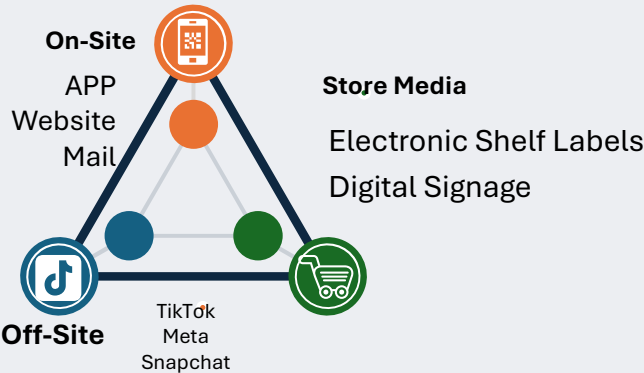 On-Site
APP
Website
Mail
Store Media
Electronic Shelf Labels
Digital Signage
Off-Site
TikTok
Meta
Snapchat